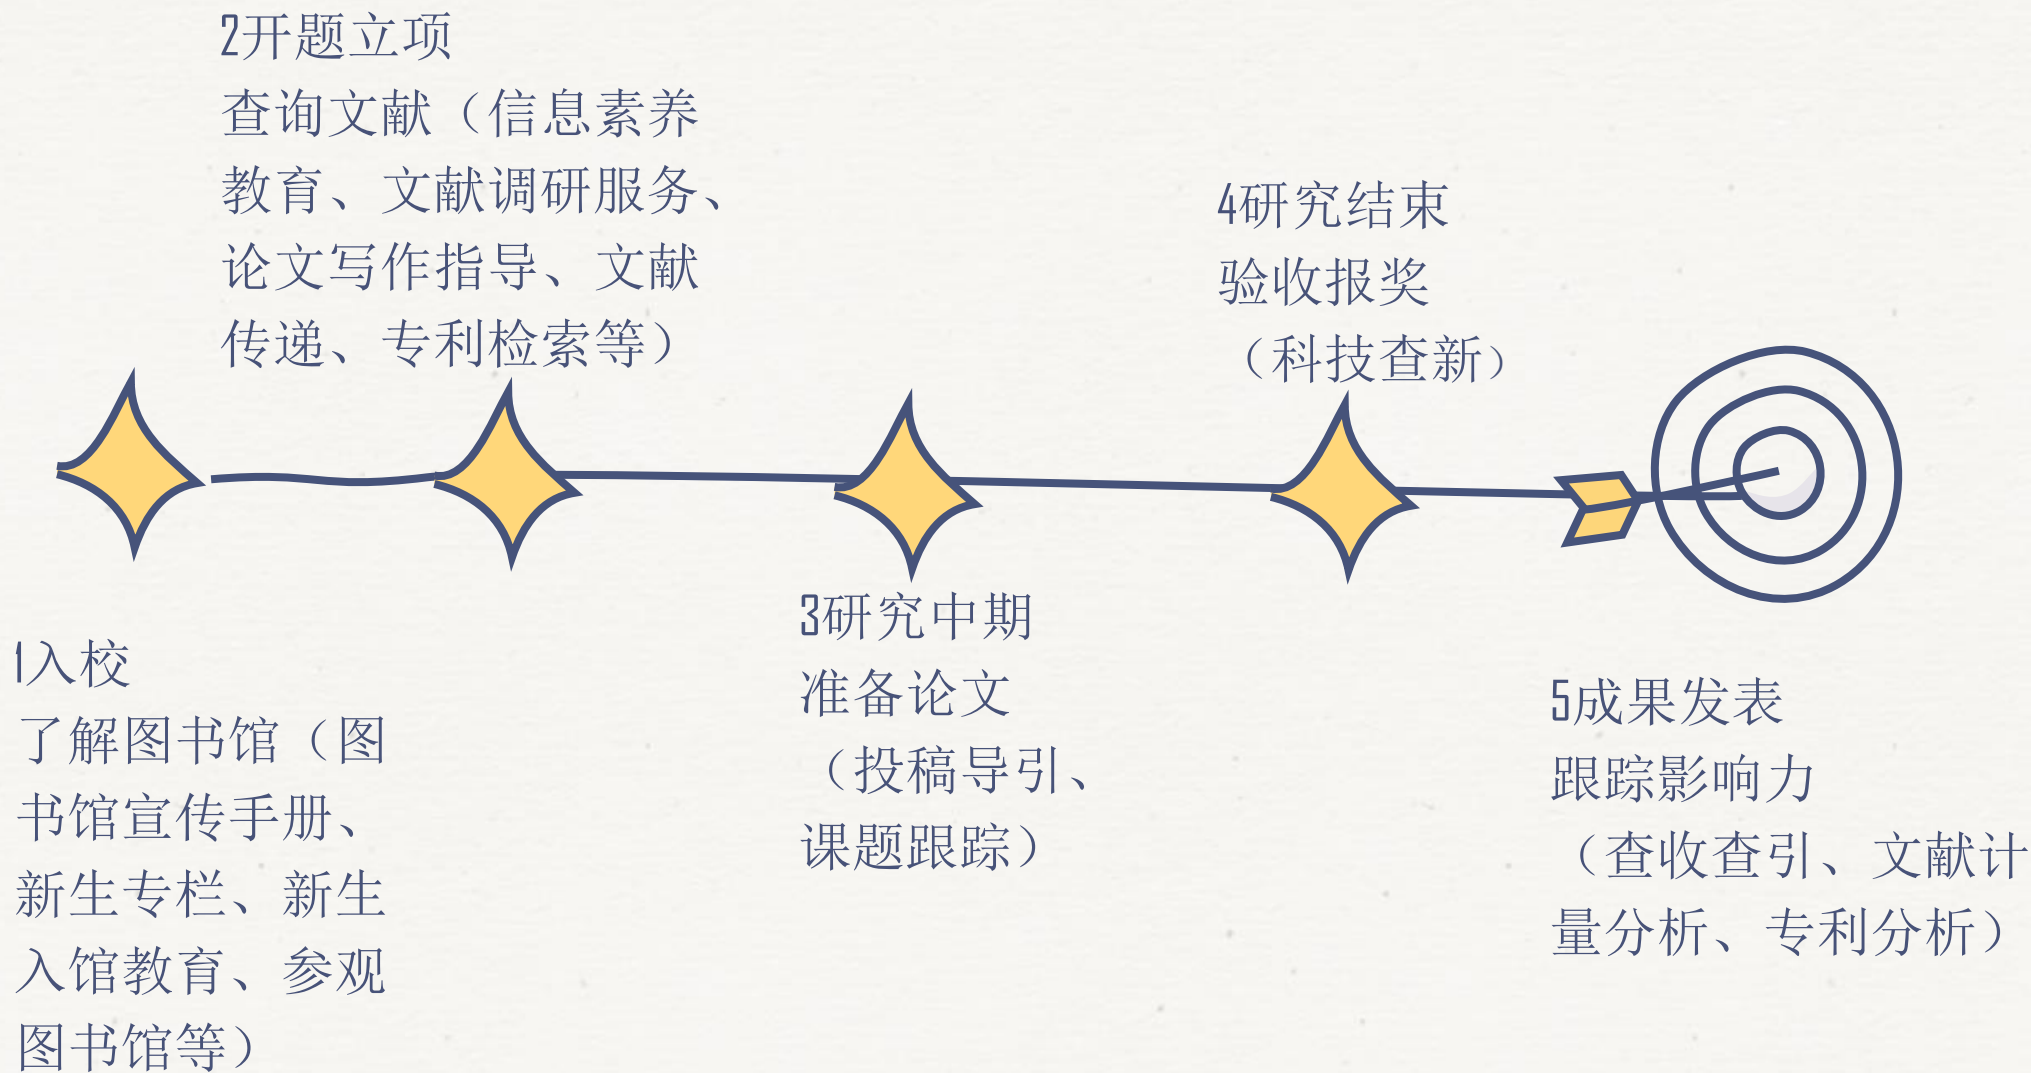 1入校
了解图书馆（图
书馆宣传手册、
新生专栏、新生
入馆教育、参观
图书馆等）
2开题立项
查询文献（信息素养
教育、文献调研服务、
论文写作指导、文献
传递、专利检索等）
3研究中期
准备论文
（投稿导引、
课题跟踪）
4研究结束
验收报奖
（科技查新）
5成果发表
跟踪影响力
（查收查引、文献计
量分析、专利分析）